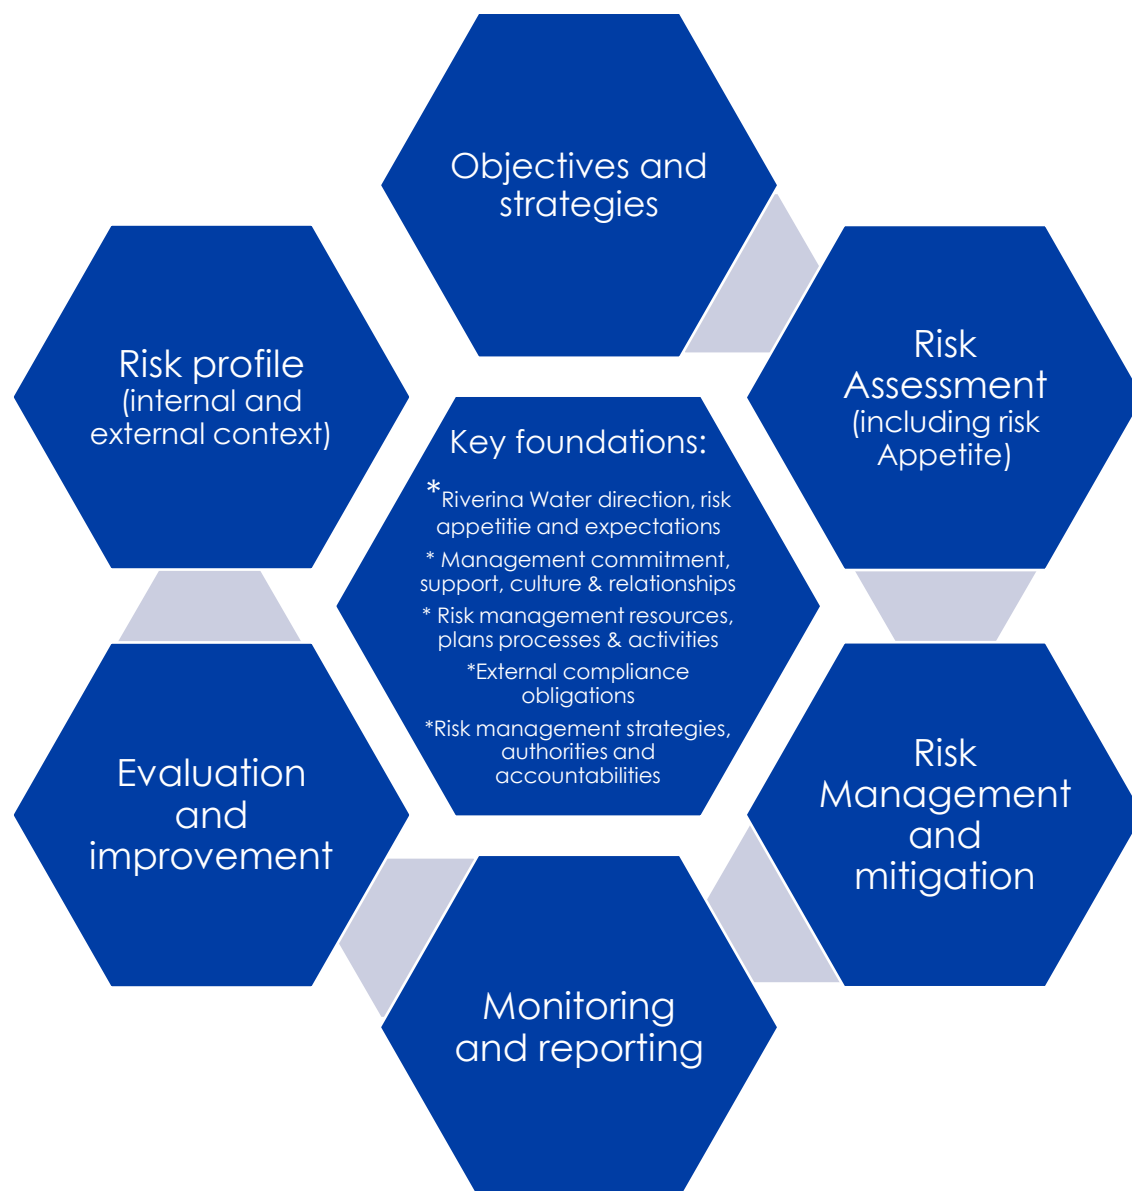 Objectives and
strategies
Risk
Assessment
(including risk
Appetite)
Risk
Management
and
mitigation
Monitoring
and reporting
Evaluation
and
improvement
Risk profile
(internal and
external context)
Key foundations:
*Riverina Water direction, risk
appetitie and expectations
* Management commitment,
support, culture & relationships
* Risk management resources,
plans processes & activities
*External compliance
obligations
*Risk management strategies,
authorities and
accountabilities